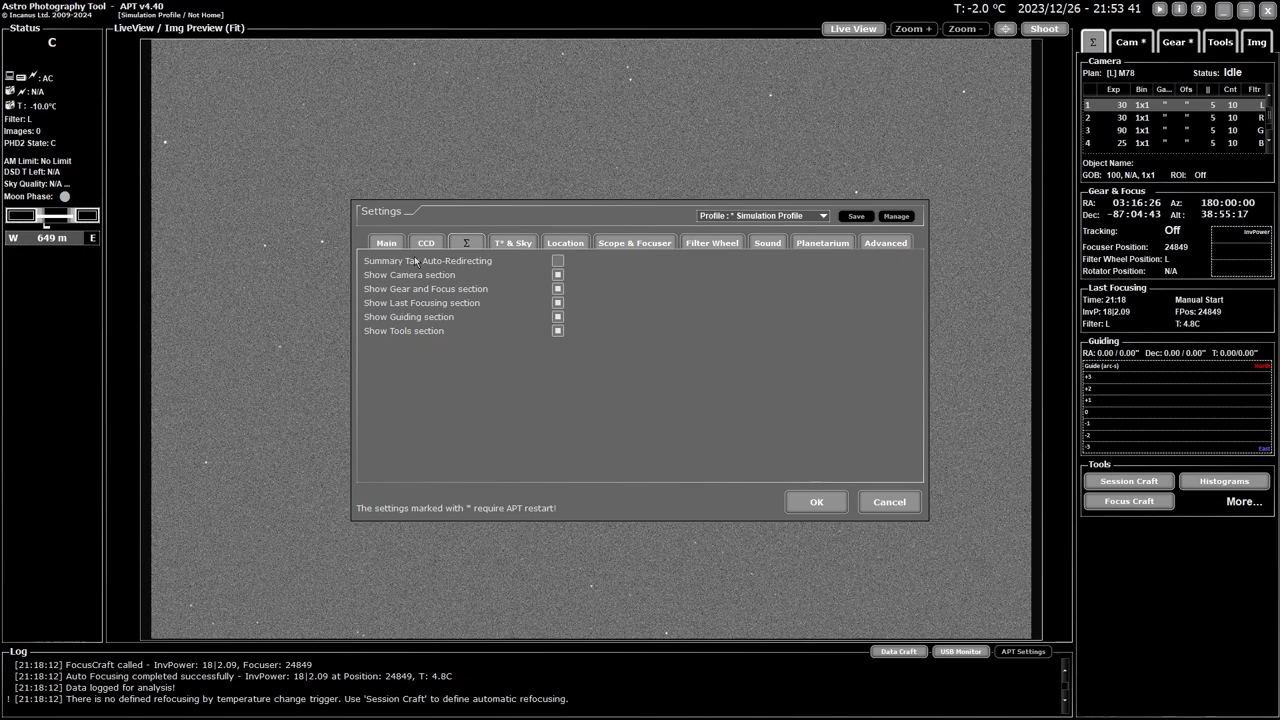 Astro Photography Tool - APT v4.40
© Incanus Ltd. 2009-2024 [Simulation Profile / Not Home]
T: -2.0 °C 2023/12/26 - 21:53 41
Status
C
: AC
: N/A
T : -10.0°C
Filter: L
Images: 0
PHD2 State: C
AM Limit: No Limit
DSD T Left: N/A
Sky Quality: N/A ...
Moon Phase:
W 649 m E
LiveView / Img Preview (Fit)
Live View Zoom + Zoom - Shoot
Settings
Profile : * Simulation Profile Save Manage
Main CCD Σ T° & Sky Location Scope & Focuser Filter Wheel Sound Planetarium Advanced
Summary Tab Auto-Redirecting
Show Camera section
Show Gear and Focus section
Show Last Focusing section
Show Guiding section
Show Tools section
The settings marked with * require APT restart!
OK Cancel
Σ Cam * Gear * Tools Img
Camera
Plan: [L] M78 Status: Idle
Exp Bin Ga... Ofs || Cnt Fltr
1 30 1x1 " " 5 10 L
2 30 1x1 " " 5 10 R
3 90 1x1 " " 5 10 G
4 25 1x1 " " 5 10 B
Object Name:
GOB: 100, N/A, 1x1 ROI: Off
Gear & Focus
RA: 03:16:26 Az: 180:00:00
Dec: -87:04:43 Alt : 38:55:17
Tracking: Off InvPower
Focuser Position: 24849
Filter Wheel Position: L
Rotator Position: N/A
Last Focusing
Time: 21:18 Manual Start
InvP: 18|2.09 FPos: 24849
Filter: L T: 4.8C
Guiding
RA: 0.00 / 0.00" Dec: 0.00 / 0.00" T: 0.00/0.00"
Guide (arc-s) North
+3
+2
+1
0
-1
-2
-3 East
Tools
Session Craft Histograms
Focus Craft More...
Log
Data Craft USB Monitor APT Settings
[21:18:12] FocusCraft called - InvPower: 18|2.09, Focuser: 24849
[21:18:12] Auto Focusing completed successfully - InvPower: 18|2.09 at Position: 24849, T: 4.8C
[21:18:12] Data logged for analysis!
! [21:18:12] There is no defined refocusing by temperature change trigger. Use 'Session Craft' to define automatic refocusing.